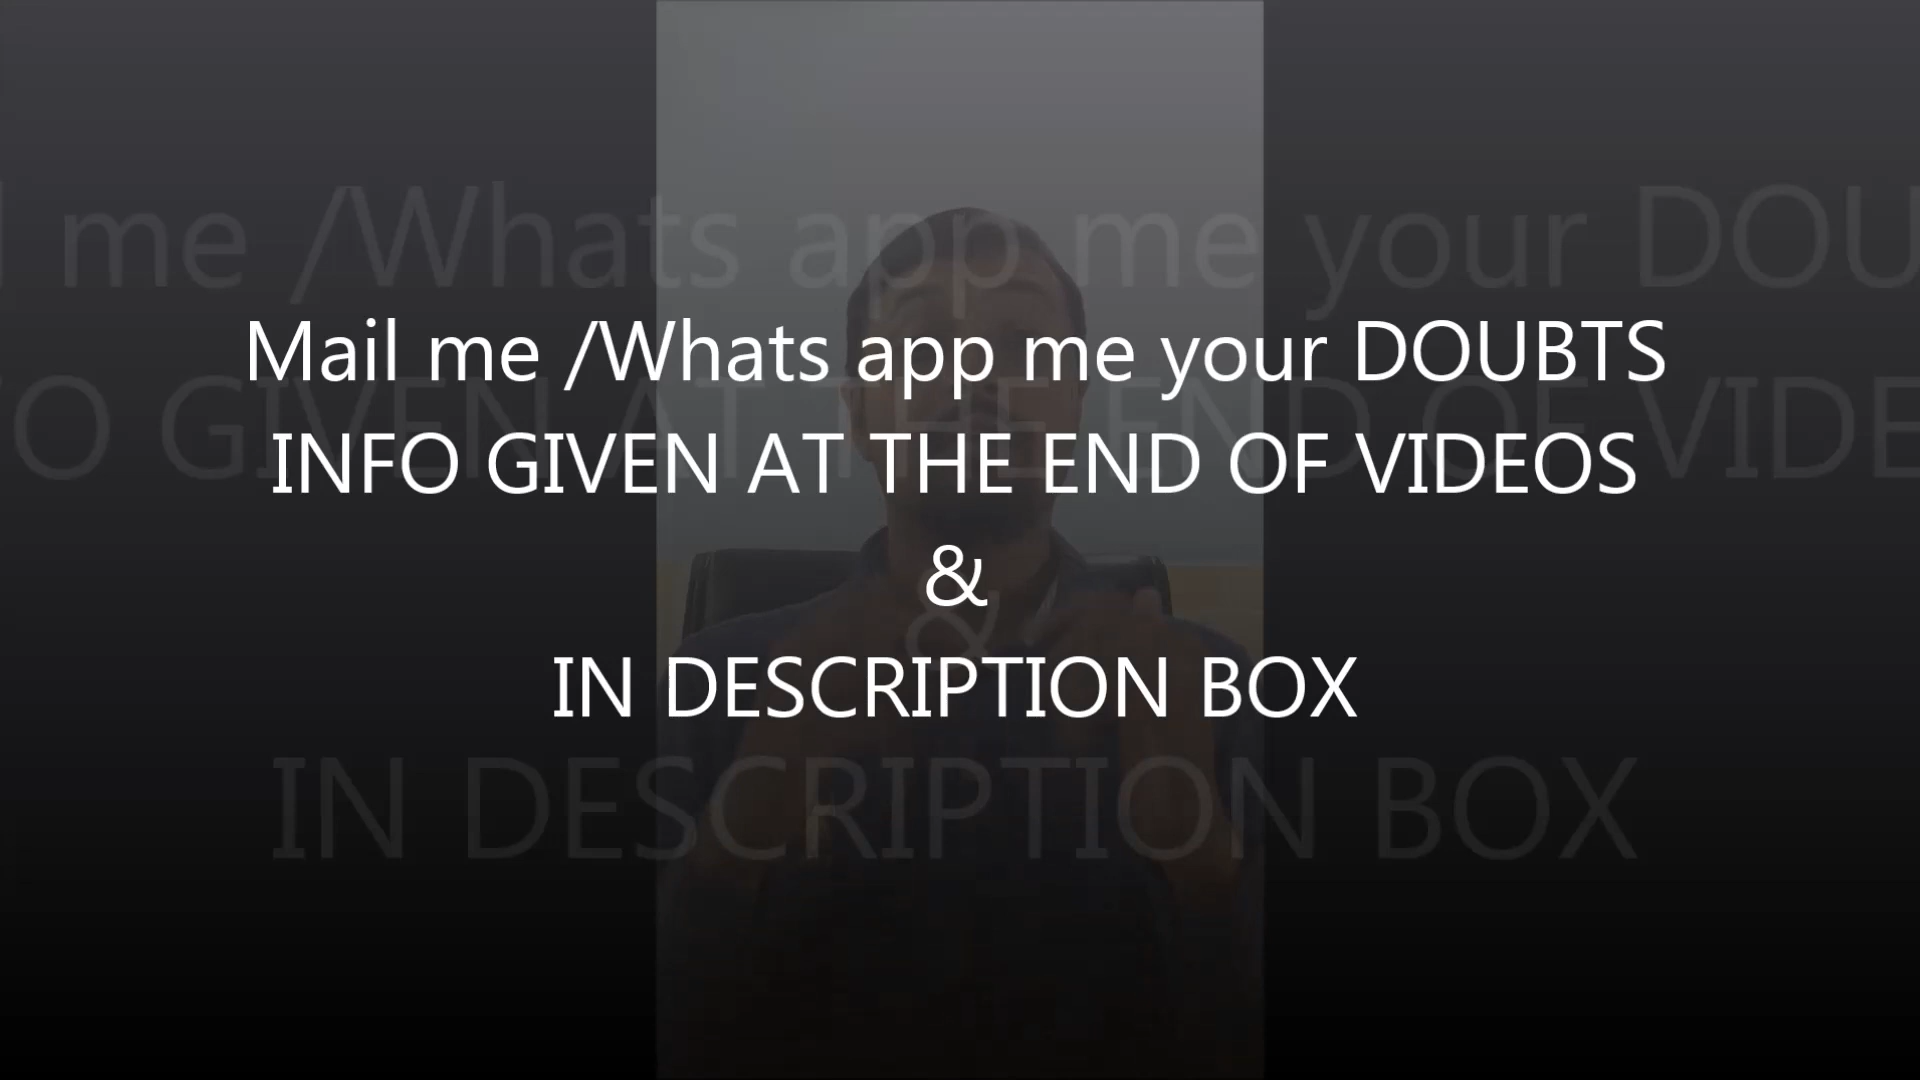 Mail me /Whats app me your DOUBTS
INFO GIVEN AT THE END OF VIDEOS
&
IN DESCRIPTION BOX